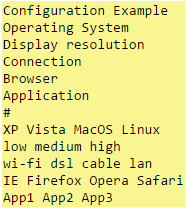 Configuration Example
Operating System
Display resolution
Connection
Browser
Application
#
XP Vista MacOS Linux
low medium high
wi-fi dsl cable lan
IE Firefox Opera Safari
App1 App2 App3